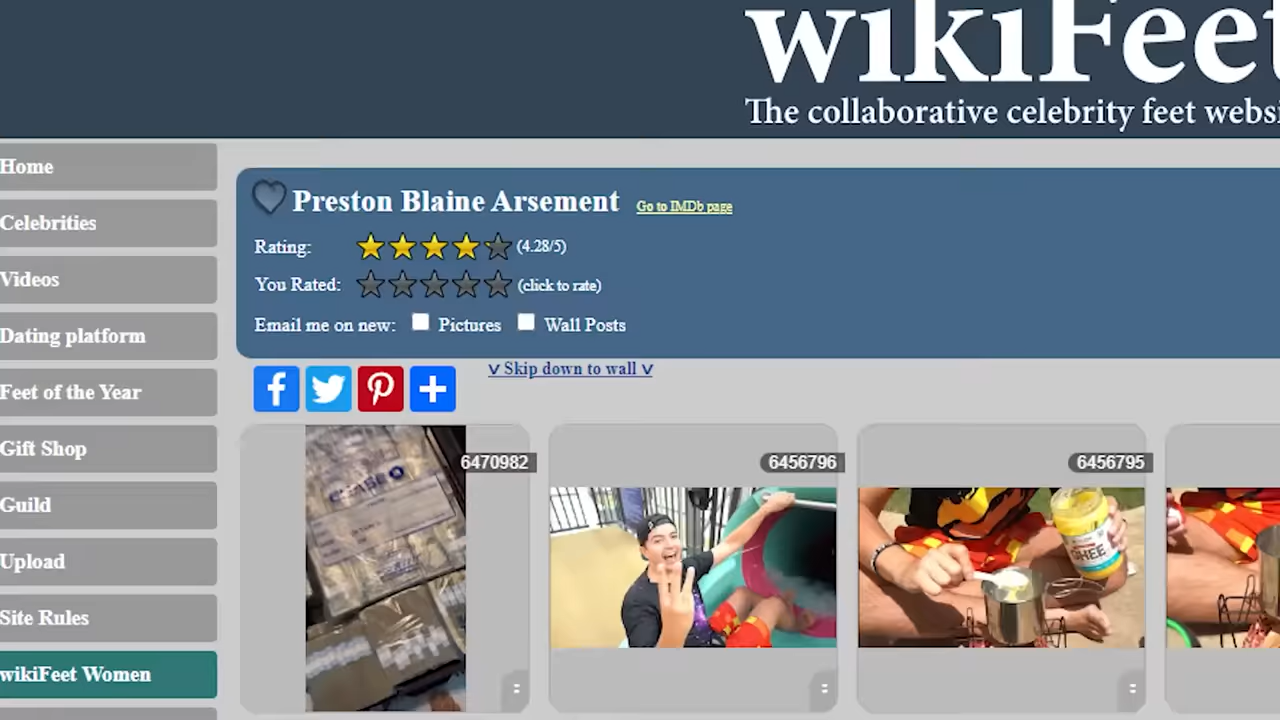 wikiFeet
The collaborative celebrity feet websi
Home
Celebrities
Videos
Dating platform
Feet of the Year
Gift Shop
Guild
Upload
Site Rules
wikiFeet Women
Preston Blaine Arsement Go to IMDb page
Rating: (4.28/5)
You Rated: (click to rate)
Email me on new: Pictures Wall Posts
v Skip down to wall v
6470982
6456796
6456795
CHASE
GHEE